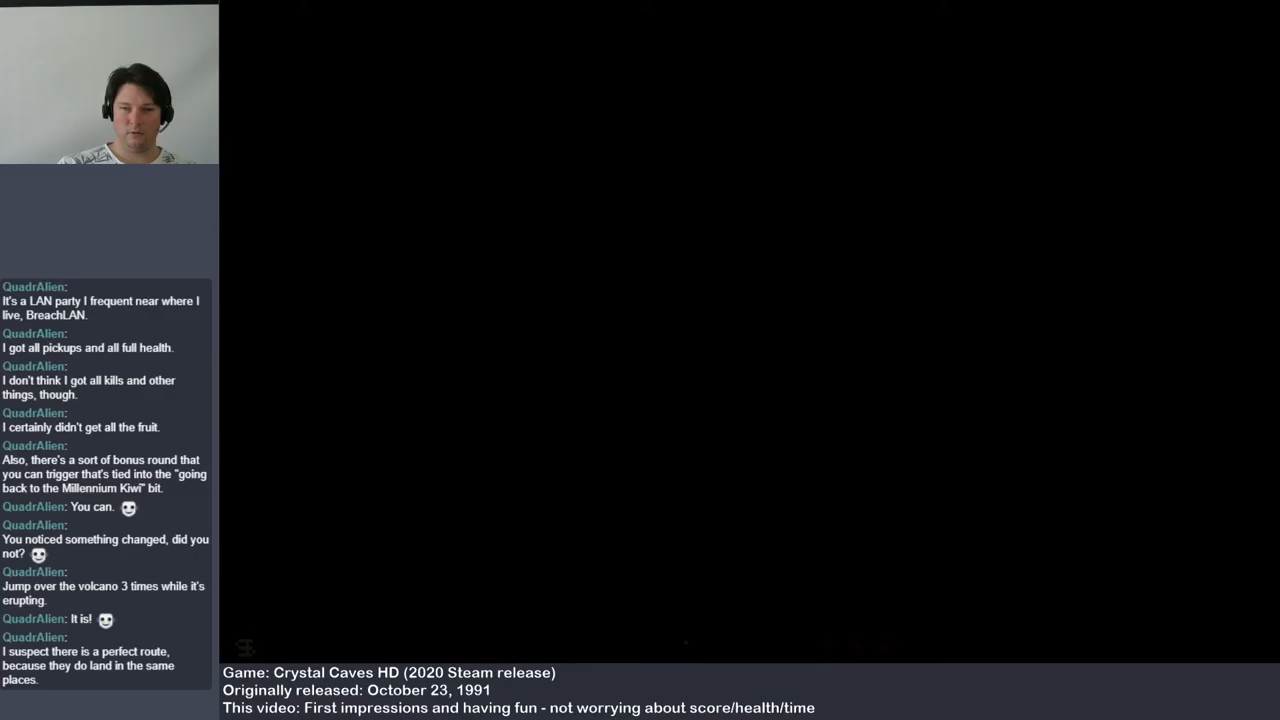 QuadrAlien:
It's a LAN party I frequent near where I
live, BreachLAN.
QuadrAlien:
I got all pickups and all full health.
QuadrAlien:
I don't think I got all kills and other
things, though.
QuadrAlien:
I certainly didn't get all the fruit.
QuadrAlien:
Also, there's a sort of bonus round that
you can trigger that's tied into the "going
back to the Millennium Kiwi" bit.
QuadrAlien: You can.
QuadrAlien:
You noticed something changed, did you
not?
QuadrAlien:
Jump over the volcano 3 times while it's
erupting.
QuadrAlien: It is!
QuadrAlien:
I suspect there is a perfect route,
because they do land in the same
places.
Game: Crystal Caves HD (2020 Steam release)
Originally released: October 23, 1991
This video: First impressions and having fun - not worrying about score/health/time